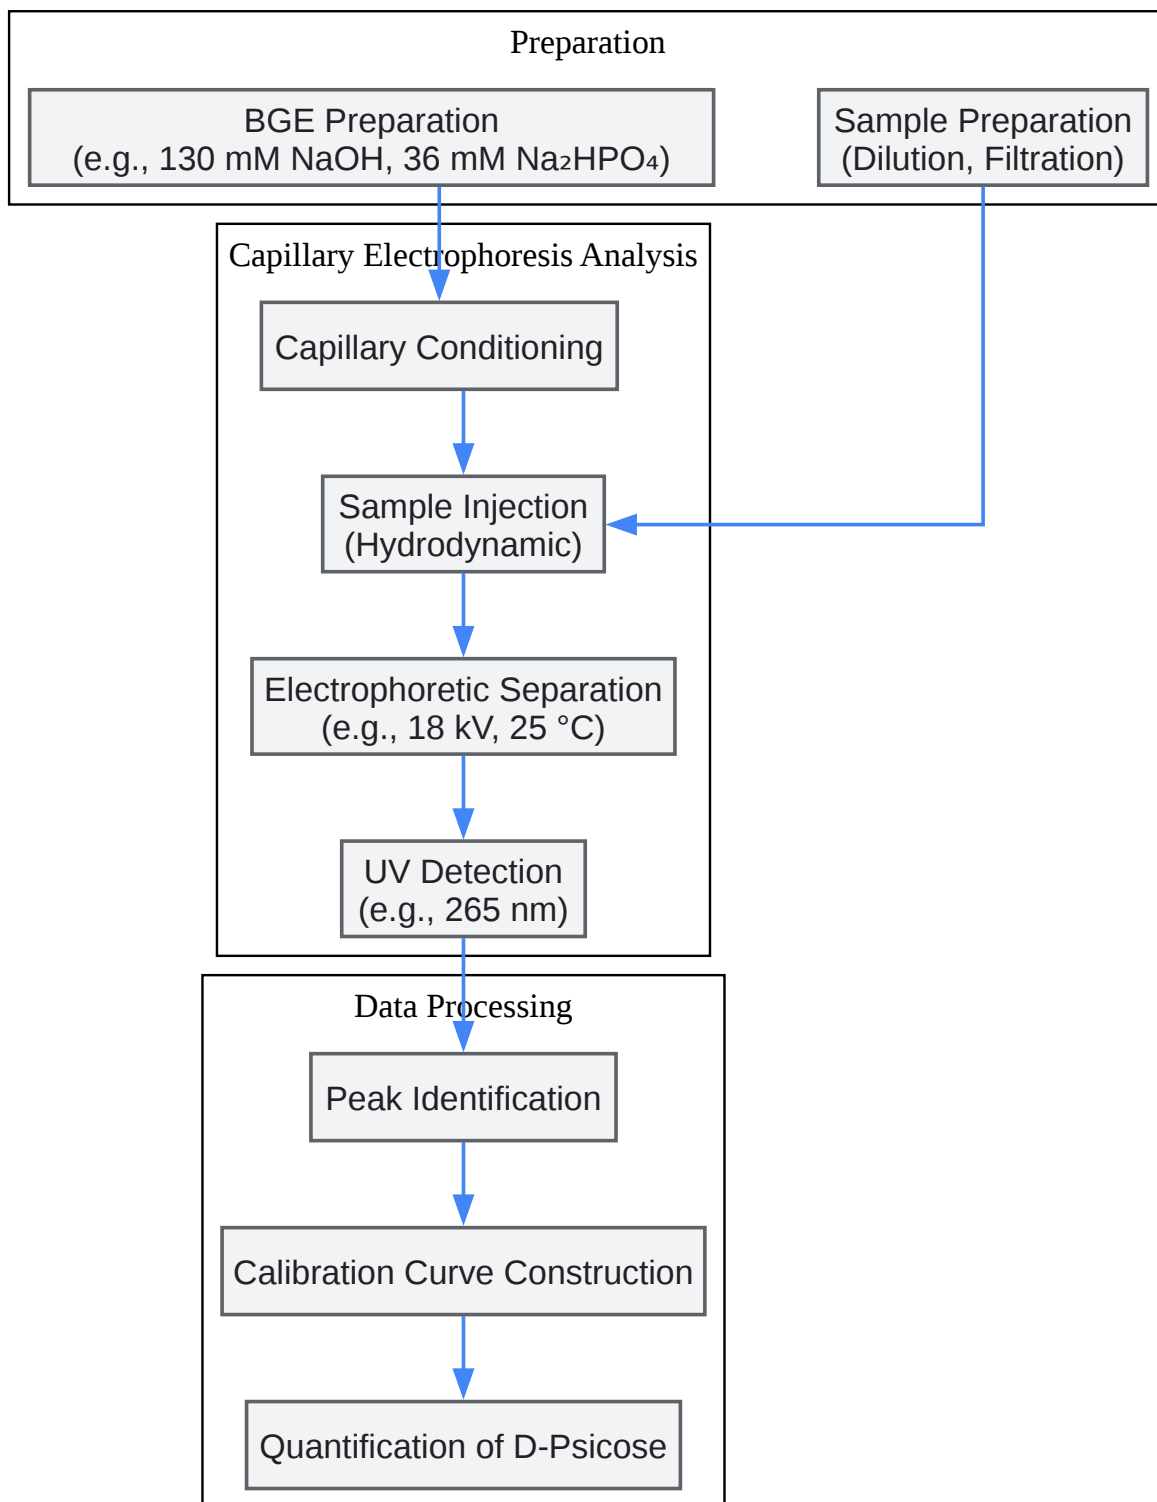 Preparation
BGE Preparation
(e.g., 130 mM NaOH, 36 mM Na₂HPO₄)
Sample Preparation
(Dilution, Filtration)
Capillary Electrophoresis Analysis
Capillary Conditioning
Sample Injection
(Hydrodynamic)
Electrophoretic Separation
(e.g., 18 kV, 25 °C)
UV Detection
(e.g., 265 nm)
Data Processing
Peak Identification
Calibration Curve Construction
Quantification of D-Psicose